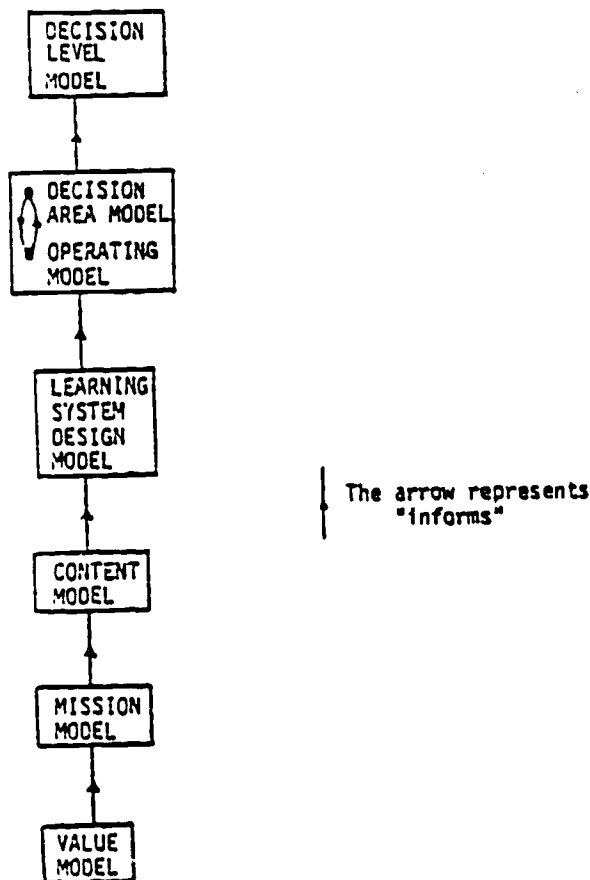 DECISION
LEVEL
MODEL
DECISION
AREA MODEL
OPERATING
MODEL
LEARNING
SYSTEM
DESIGN
MODEL
The arrow represents
"informs"
CONTENT
MODEL
MISSION
MODEL
VALUE
MODEL